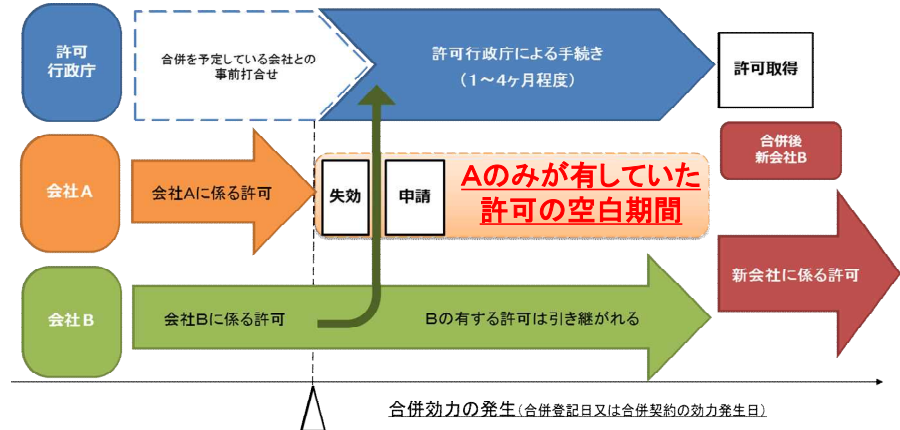 許可
行政庁
合併を予定している会社との
事前打合せ
許可行政庁による手続き
（1～4ヶ月程度）
許可取得
合併後
新会社B
会社A
会社Aに係る許可
失効
申請
Aのみが有していた
許可の空白期間
会社B
会社Bに係る許可
Bの有する許可は引き継がれる
新会社に係る許可
合併効力の発生（合併登記日又は合併契約の効力発生日）